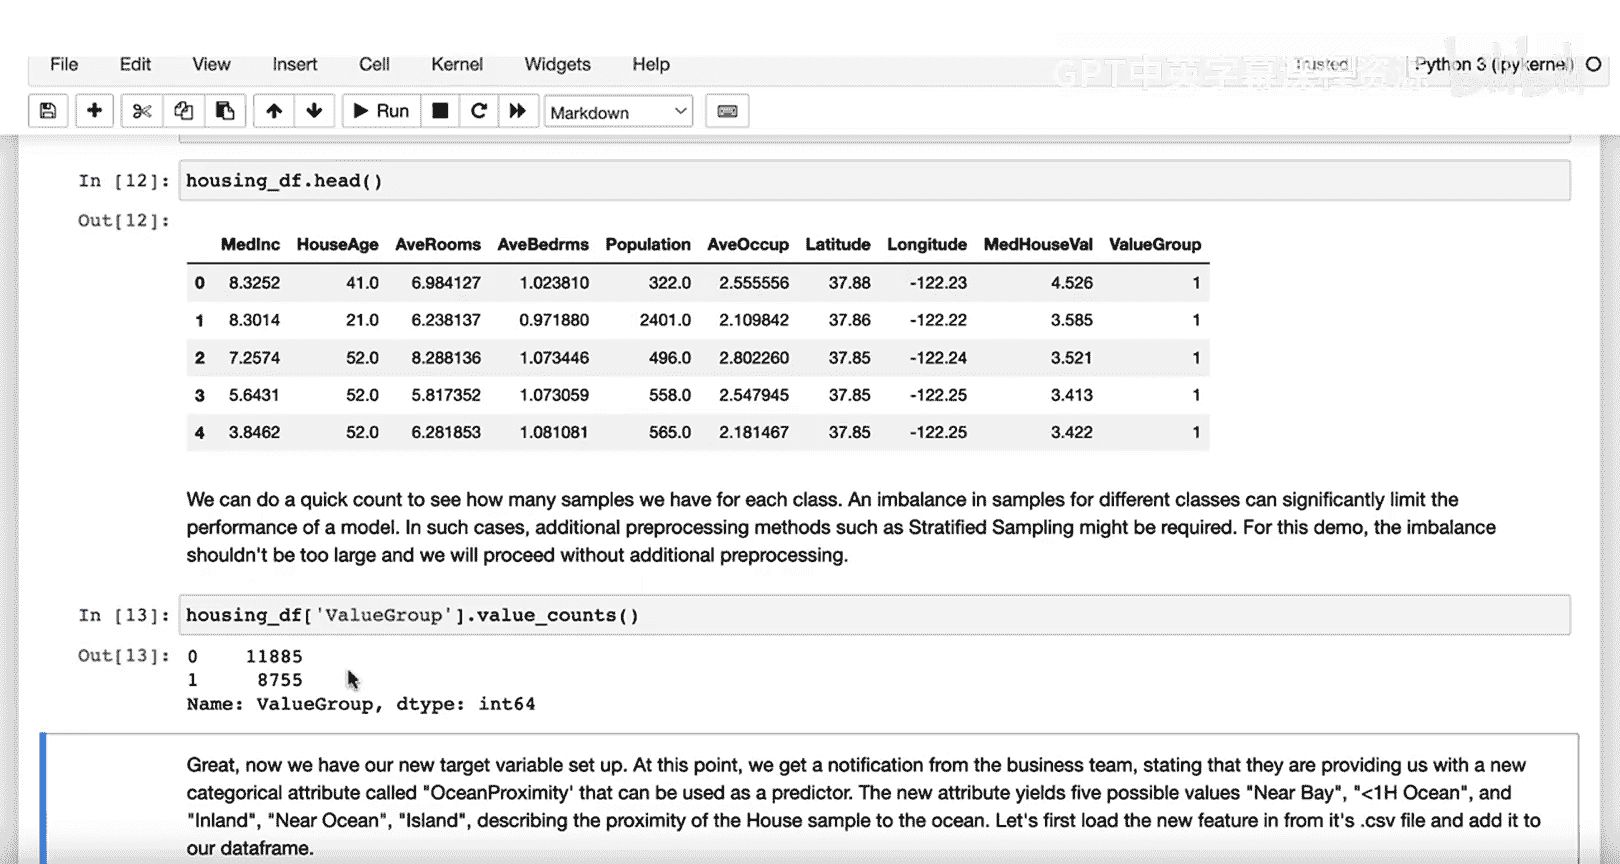 GPT中英字幕课程资源
File Edit View Insert Cell Kernel Widgets Help Trusted Python 3 (ipykernel)
Run Markdown
In [12]: housing_df.head()
Out[12]:
MedInc HouseAge AveRooms AveBedrms Population AveOccup Latitude Longitude MedHouseVal ValueGroup
0 8.3252 41.0 6.984127 1.023810 322.0 2.555556 37.88 -122.23 4.526 1
1 8.3014 21.0 6.238137 0.971880 2401.0 2.109842 37.86 -122.22 3.585 1
2 7.2574 52.0 8.288136 1.073446 496.0 2.802260 37.85 -122.24 3.521 1
3 5.6431 52.0 5.817352 1.073059 558.0 2.547945 37.85 -122.25 3.413 1
4 3.8462 52.0 6.281853 1.081081 565.0 2.181467 37.85 -122.25 3.422 1
We can do a quick count to see how many samples we have for each class. An imbalance in samples for different classes can significantly limit the
performance of a model. In such cases, additional preprocessing methods such as Stratified Sampling might be required. For this demo, the imbalance
shouldn't be too large and we will proceed without additional preprocessing.
In [13]: housing_df['ValueGroup'].value_counts()
Out[13]: 0 11885
1 8755
Name: ValueGroup, dtype: int64
Great, now we have our new target variable set up. At this point, we get a notification from the business team, stating that they are providing us with a new
categorical attribute called "OceanProximity' that can be used as a predictor. The new attribute yields five possible values "Near Bay", "<1H Ocean", and
"Inland", "Near Ocean", "Island", describing the proximity of the House sample to the ocean. Let's first load the new feature in from it's .csv file and add it to
our dataframe.